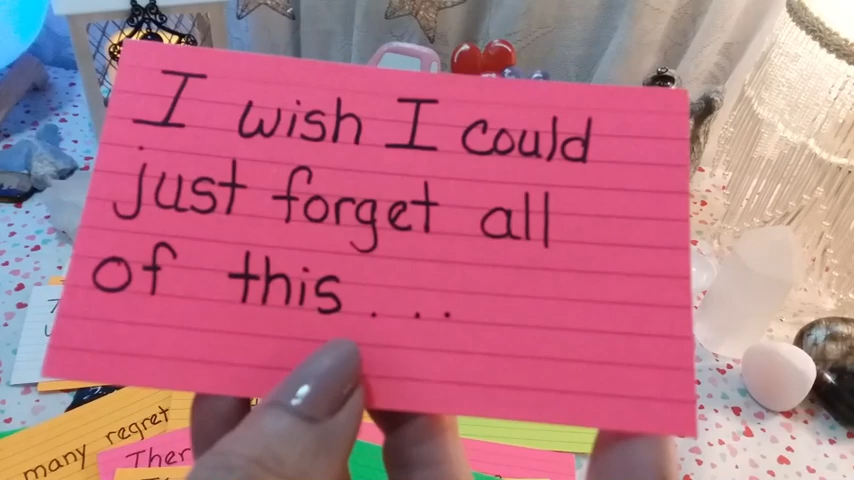 I wish I could
just forget all
of this...
many regret
Ther